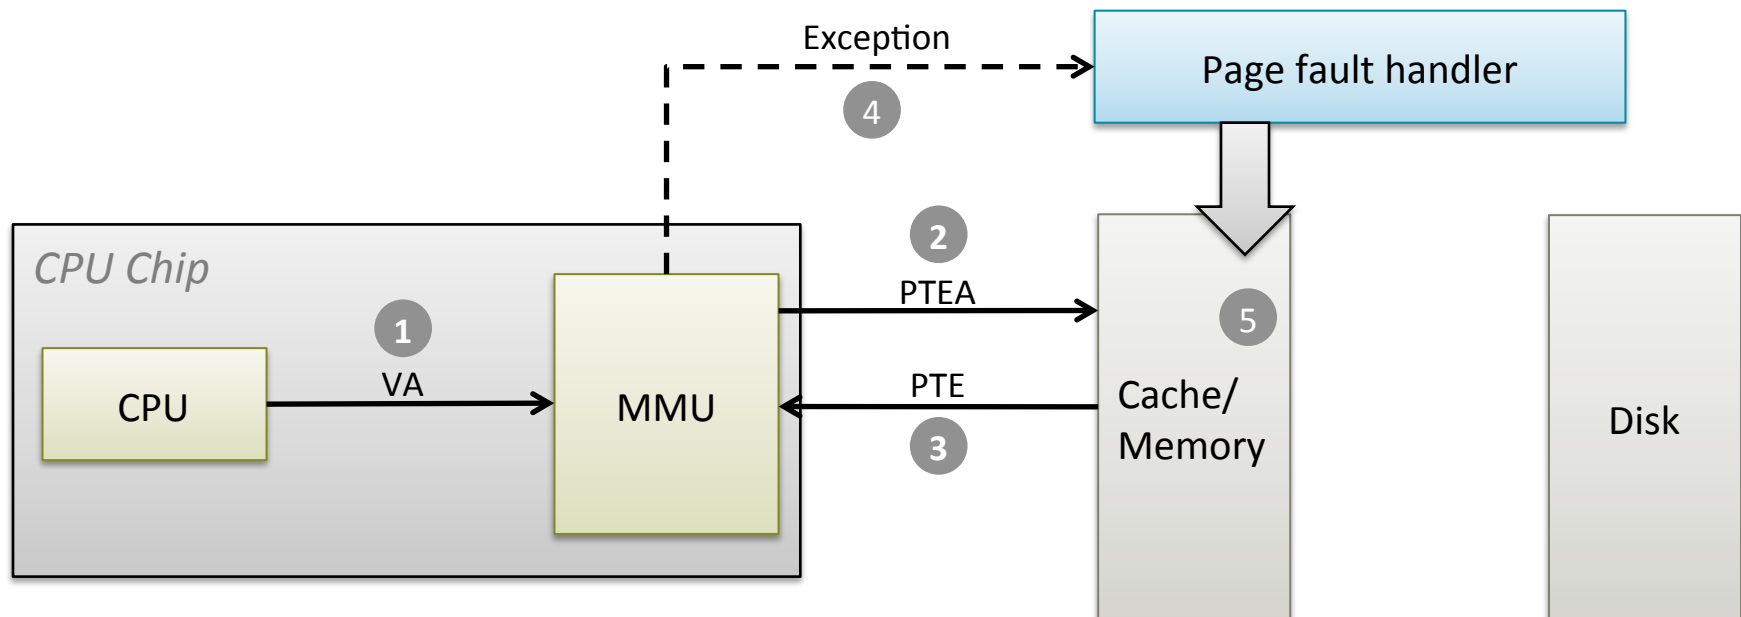 Exception
Page fault handler
4
2
CPU Chip
PTEA
1
5
VA
PTE
CPU
MMU
Cache/
Memory
Disk
3